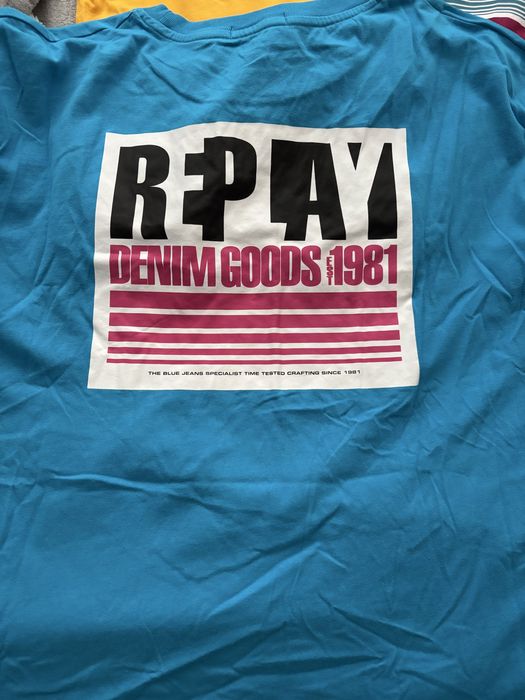 REPLAY
DENIM GOODS EST 1981
THE BLUE JEANS SPECIALIST TIME TESTED CRAFTING SINCE 1981